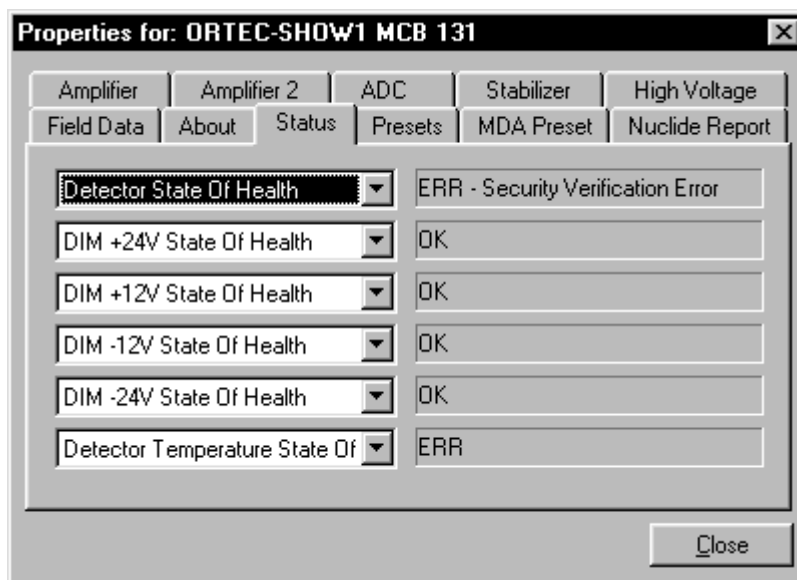 Properties for: ORTEC-SHOW1 MCB 131
Amplifier Amplifier 2 ADC Stabilizer High Voltage
Field Data About Status Presets MDA Preset Nuclide Report
Detector State Of Health ERR - Security Verification Error
DIM +24V State Of Health OK
DIM +12V State Of Health OK
DIM -12V State Of Health OK
DIM -24V State Of Health OK
Detector Temperature State Of ERR
Close